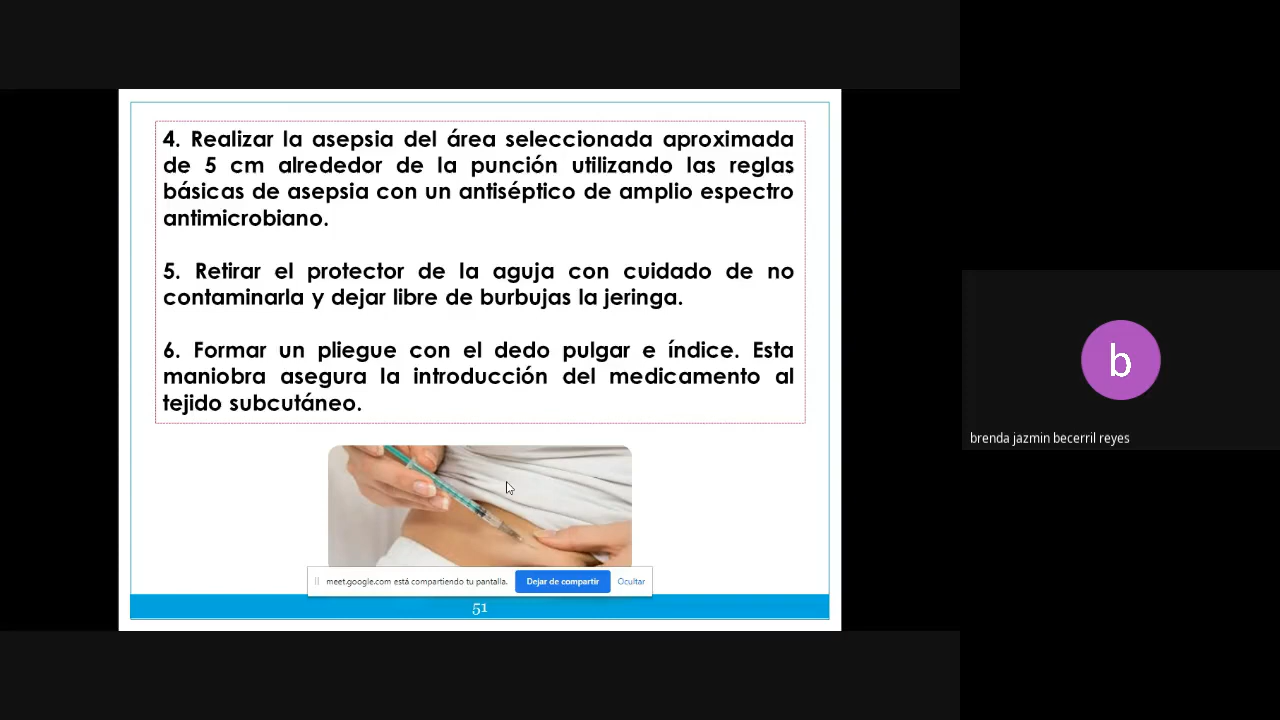 4. Realizar la asepsia del área seleccionada aproximada
de 5 cm alrededor de la punción utilizando las reglas
básicas de asepsia con un antiséptico de amplio espectro
antimicrobiano.
5. Retirar el protector de la aguja con cuidado de no
contaminarla y dejar libre de burbujas la jeringa.
6. Formar un pliegue con el dedo pulgar e índice. Esta
maniobra asegura la introducción del medicamento al
tejido subcutáneo.
meet.google.com está compartiendo tu pantalla.
Dejar de compartir
Ocultar
51
b
brenda jazmin becerril reyes